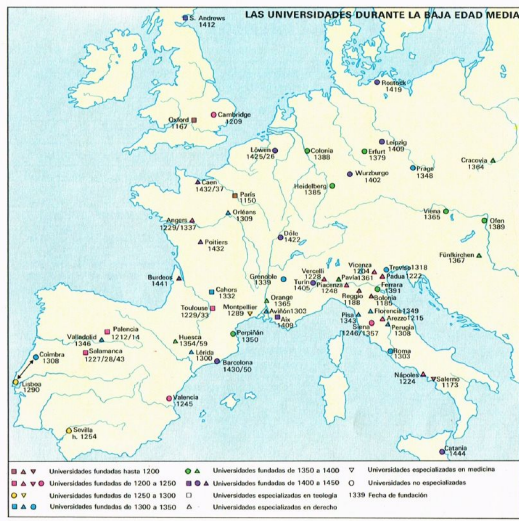 LAS UNIVERSIDADES DURANTE LA BAJA EDAD MEDIA
S. Andrews
1412
Rostock
1419
Cambridge
1209
Oxford
1167
Löwen
1425/26
Colonia
1388
Erfurt
1379
Leipzig
1409
Cracovia
1364
Praga
1348
Wurzburgo
1402
Heidelberg
1385
Caen
1432/37
París
1150
Orléans
1309
Angers
1229/1337
Viena
1365
Ofen
1389
Poitiers
1432
Dôle
1422
Fünfkirchen
1367
Burdeos
1441
Cahors
1332
Grenoble
1339
Vercelli
1228
Vicenza
1204
Treviso 1318
Padua 1222
Turín
1405
Pavía 1361
Piacenza
1248
Ferrara
1391
Reggio
1188
Bolonia
1185
Orange
1365
Aviñón 1303
Aix
1409
Montpellier
1289
Toulouse
1229/33
Florencia 1349
Pisa
1343
Arezzo
1215
Siena
1246/1357
Perugia
1308
Palencia
1212/14
Valladolid
1346
Huesca
1354/59
Perpiñán
1350
Salamanca
1227/28/43
Lérida
1300
Roma
1303
Coimbra
1308
Barcelona
1430/50
Lisboa
1290
Nápoles
1224
Salerno
1173
Valencia
1245
Sevilla
h. 1254
Catania
1444
Universidades fundadas hasta 1200
Universidades fundadas de 1200 a 1250
Universidades fundadas de 1250 a 1300
Universidades fundadas de 1300 a 1350
Universidades fundadas de 1350 a 1400
Universidades fundadas de 1400 a 1450
Universidades especializadas en teología
Universidades especializadas en derecho
Universidades especializadas en medicina
Universidades no especializadas
1339 Fecha de fundación